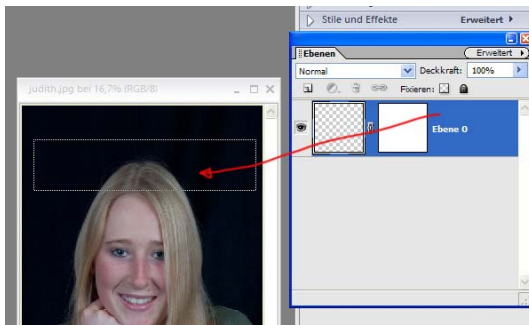 Stile und Effekte
Erweitert
Ebenen
Erweitert
Normal
Deckkraft: 100%
Fixieren:
judith.jpg bei 16,7% (RGB/8)
Ebene 0